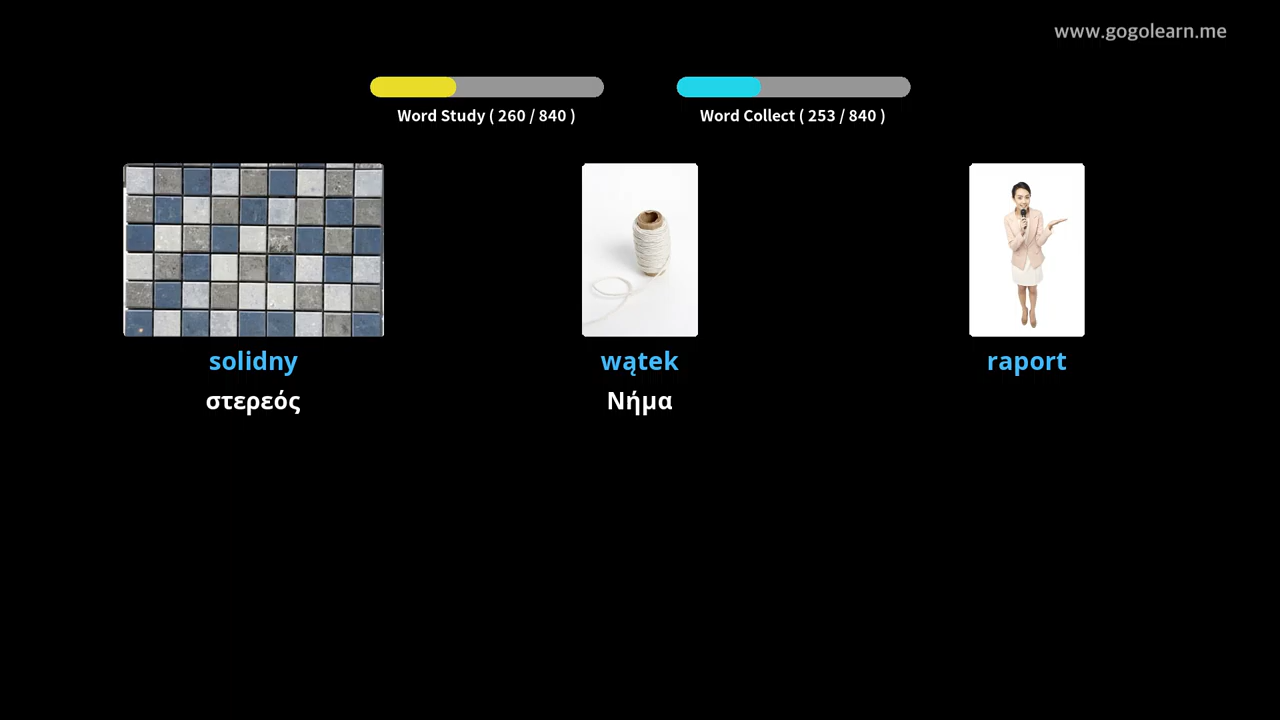 www.gogolearn.me
Word Study ( 260 / 840 )
Word Collect ( 253 / 840 )
solidny
στερεός
wątek
Νήμα
raport